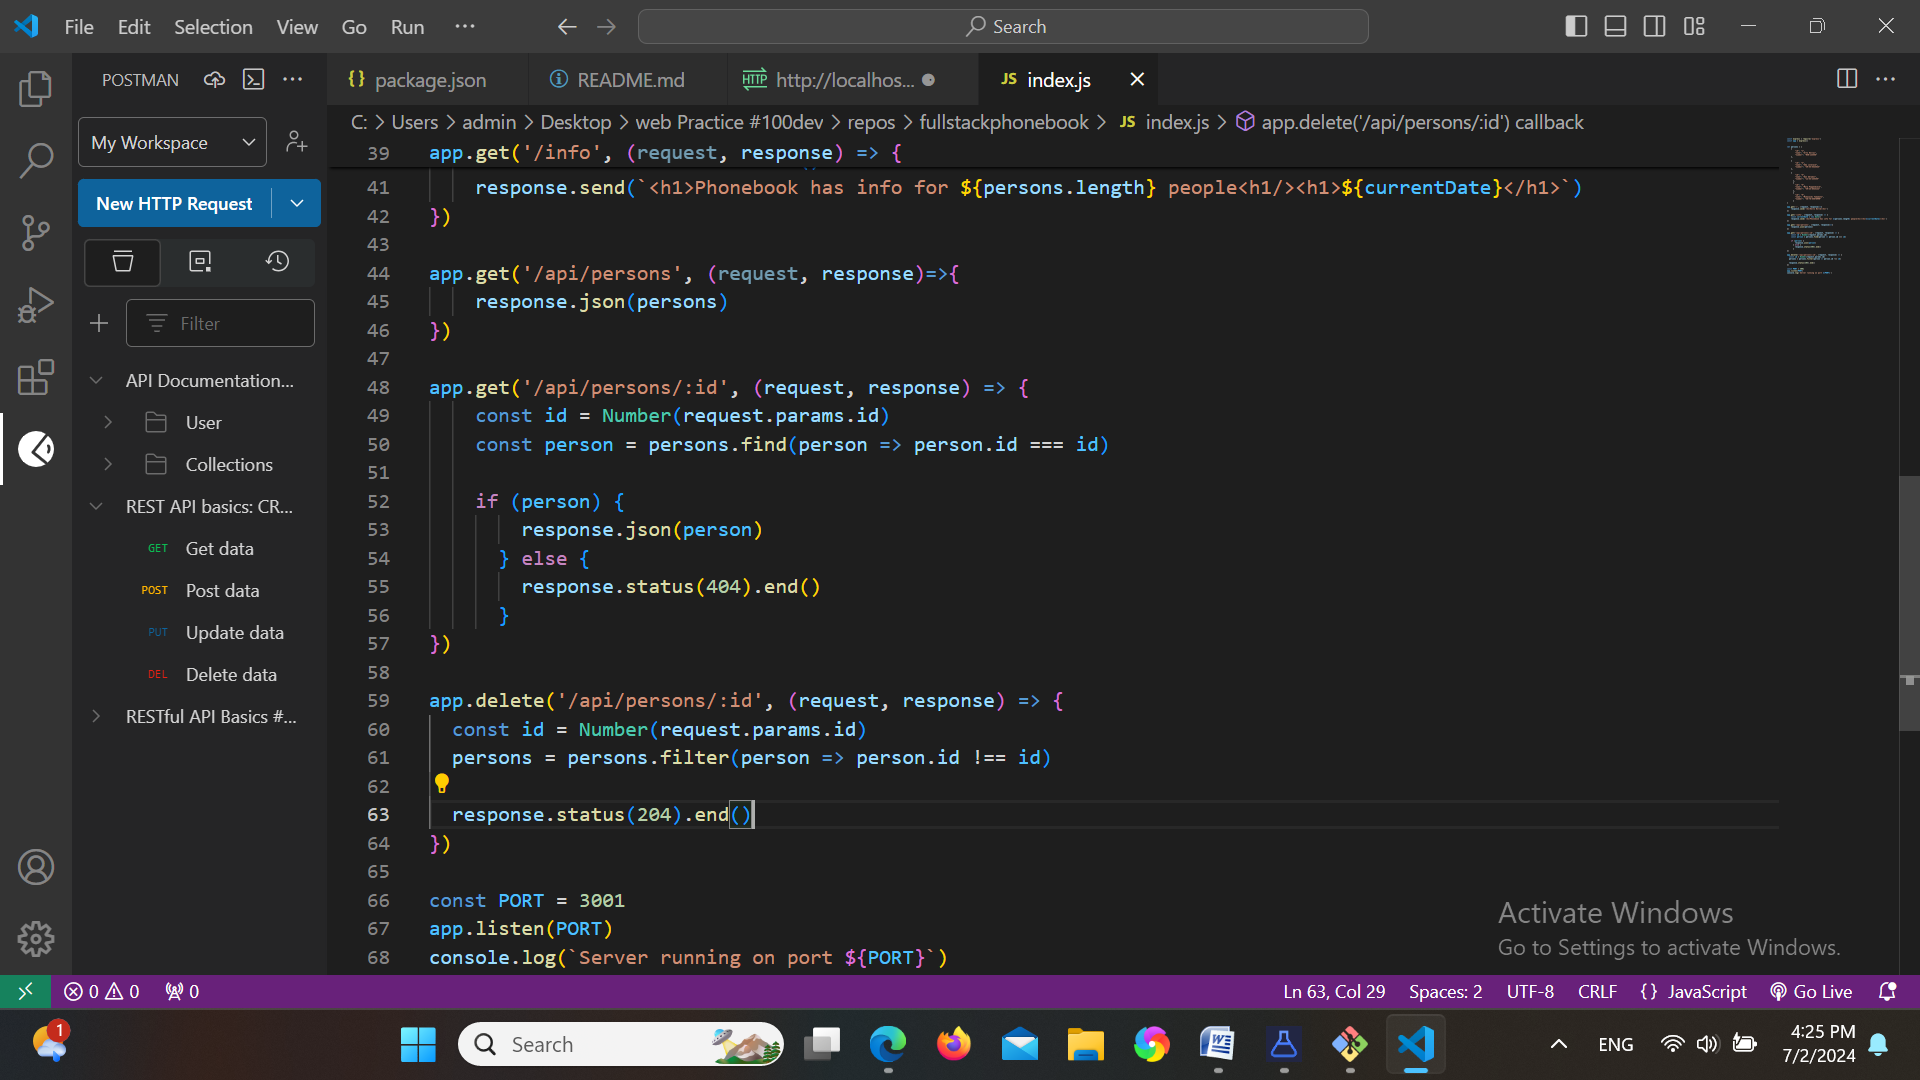 File Edit Selection View Go Run ···
Search
POSTMAN
package.json
README.md
HTTP http://localhos...
JS index.js
My Workspace
C: > Users > admin > Desktop > web Practice #100dev > repos > fullstackphonebook > JS index.js > app.delete('/api/persons/:id') callback
New HTTP Request
Filter
API Documentation...
User
Collections
REST API basics: CR...
GET Get data
POST Post data
PUT Update data
DEL Delete data
RESTful API Basics #...
39 app.get('/info', (request, response) => {
41 response.send(`<h1>Phonebook has info for ${persons.length} people<h1/><h1>${currentDate}</h1>`)
42 })
43
44 app.get('/api/persons', (request, response)=>{
45 response.json(persons)
46 })
47
48 app.get('/api/persons/:id', (request, response) => {
49 const id = Number(request.params.id)
50 const person = persons.find(person => person.id === id)
51
52 if (person) {
53 response.json(person)
54 } else {
55 response.status(404).end()
56 }
57 })
58
59 app.delete('/api/persons/:id', (request, response) => {
60 const id = Number(request.params.id)
61 persons = persons.filter(person => person.id !== id)
62
63 response.status(204).end()
64 })
65
66 const PORT = 3001
67 app.listen(PORT)
68 console.log(`Server running on port ${PORT}`)
Activate Windows
Go to Settings to activate Windows.
0 0 0
Ln 63, Col 29 Spaces: 2 UTF-8 CRLF {} JavaScript Go Live
1
Search
ENG
4:25 PM
7/2/2024